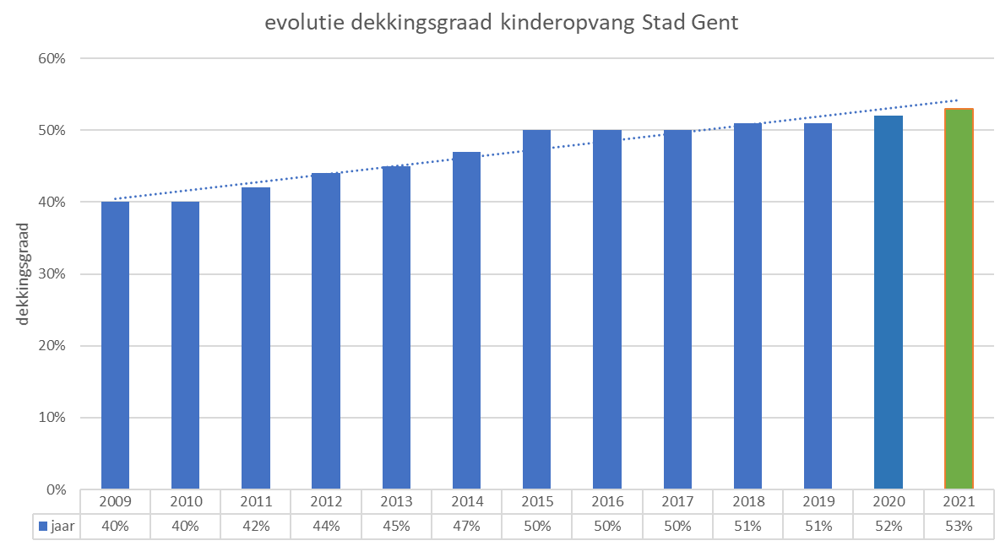 evolutie dekkingsgraad kinderopvang Stad Gent
60%
50%
40%
30%
20%
10%
0%
dekkingsgraad
2009 2010 2011 2012 2013 2014 2015 2016 2017 2018 2019 2020 2021
jaar 40% 40% 42% 44% 45% 47% 50% 50% 50% 51% 51% 52% 53%